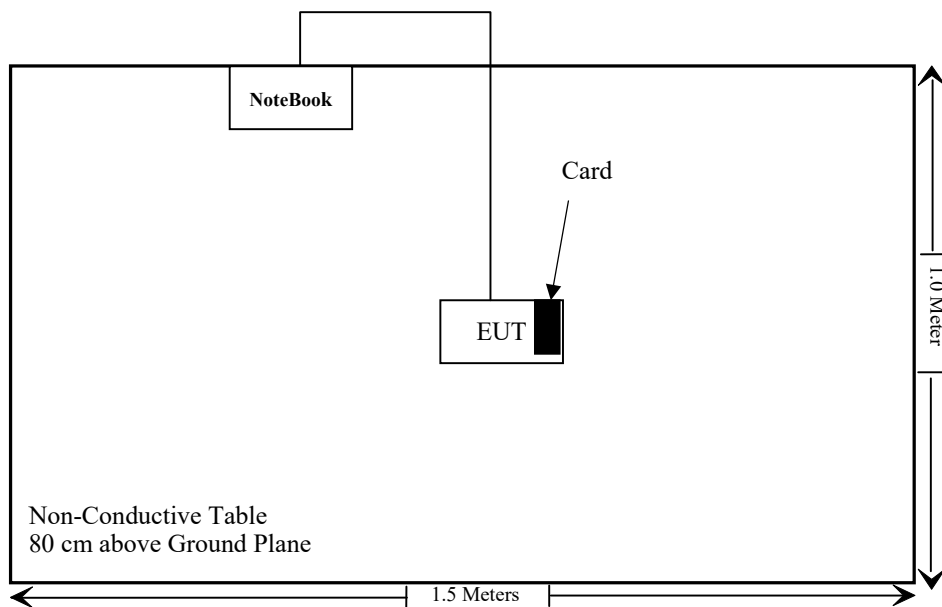 NoteBook
Card
EUT
1.0 Meter
Non-Conductive Table
80 cm above Ground Plane
1.5 Meters